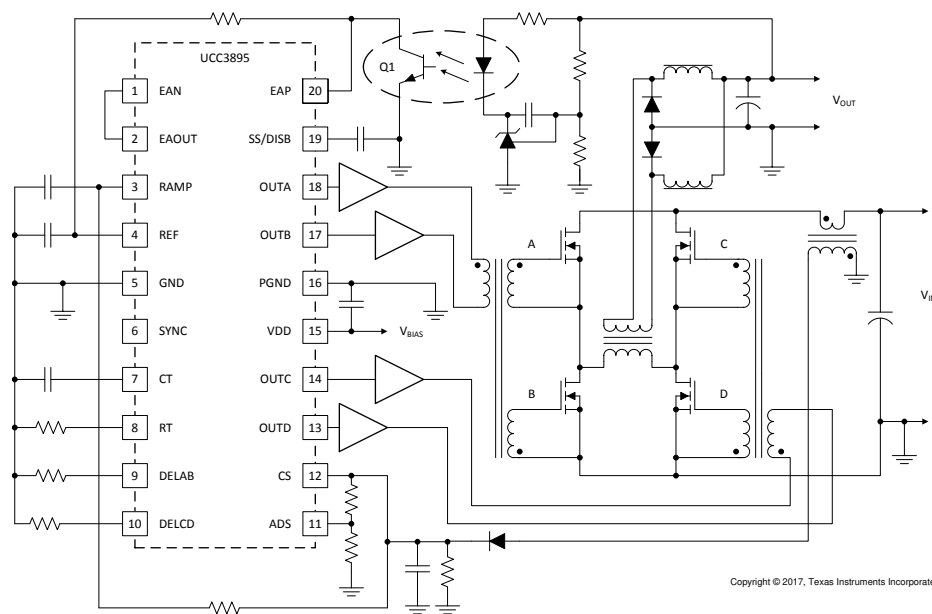 UCC3895
Q1
1 EAN EAP 20
2 EAOUT SS/DISB 19
3 RAMP OUTA 18
4 REF OUTB 17
5 GND PGND 16
6 SYNC VDD 15
7 CT OUTC 14
8 RT OUTD 13
9 DELAB CS 12
10 DELCD ADS 11
VBIAS
VOUT
A
C
B
D
Copyright © 2017, Texas Instruments Incorporate